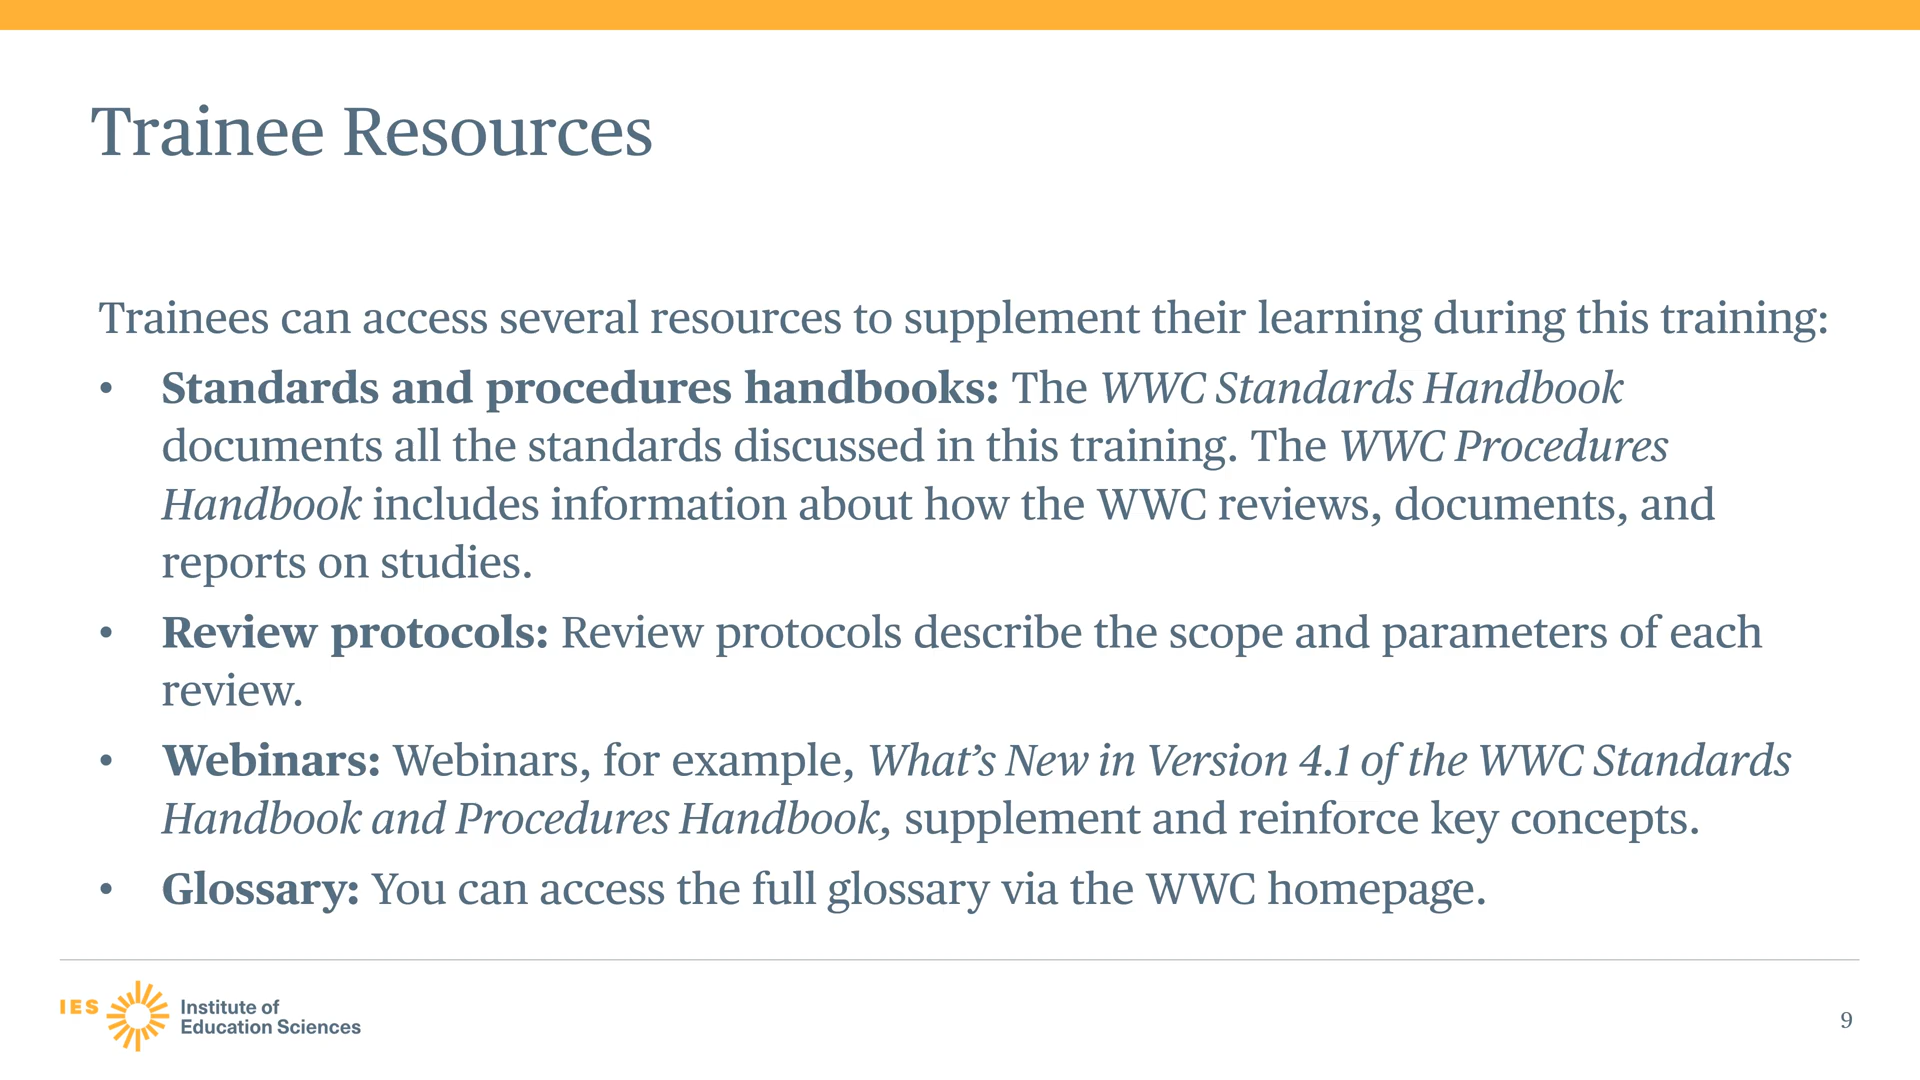 Trainee Resources
Trainees can access several resources to supplement their learning during this training:
• Standards and procedures handbooks: The WWC Standards Handbook
documents all the standards discussed in this training. The WWC Procedures
Handbook includes information about how the WWC reviews, documents, and
reports on studies.
• Review protocols: Review protocols describe the scope and parameters of each
review.
• Webinars: Webinars, for example, What’s New in Version 4.1 of the WWC Standards
Handbook and Procedures Handbook, supplement and reinforce key concepts.
• Glossary: You can access the full glossary via the WWC homepage.
IES
Institute of
Education Sciences
9